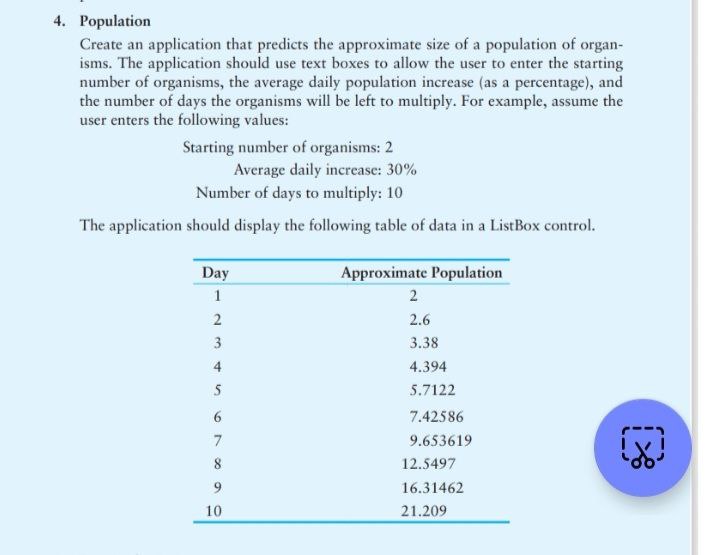 4. Population
Create an application that predicts the approximate size of a population of organ-
isms. The application should use text boxes to allow the user to enter the starting
number of organisms, the average daily population increase (as a percentage), and
the number of days the organisms will be left to multiply. For example, assume the
user enters the following values:
Starting number of organisms: 2
Average daily increase: 30%
Number of days to multiply: 10
The application should display the following table of data in a ListBox control.
Day Approximate Population
1 2
2 2.6
3 3.38
4 4.394
5 5.7122
6 7.42586
7 9.653619
8 12.5497
9 16.31462
10 21.209